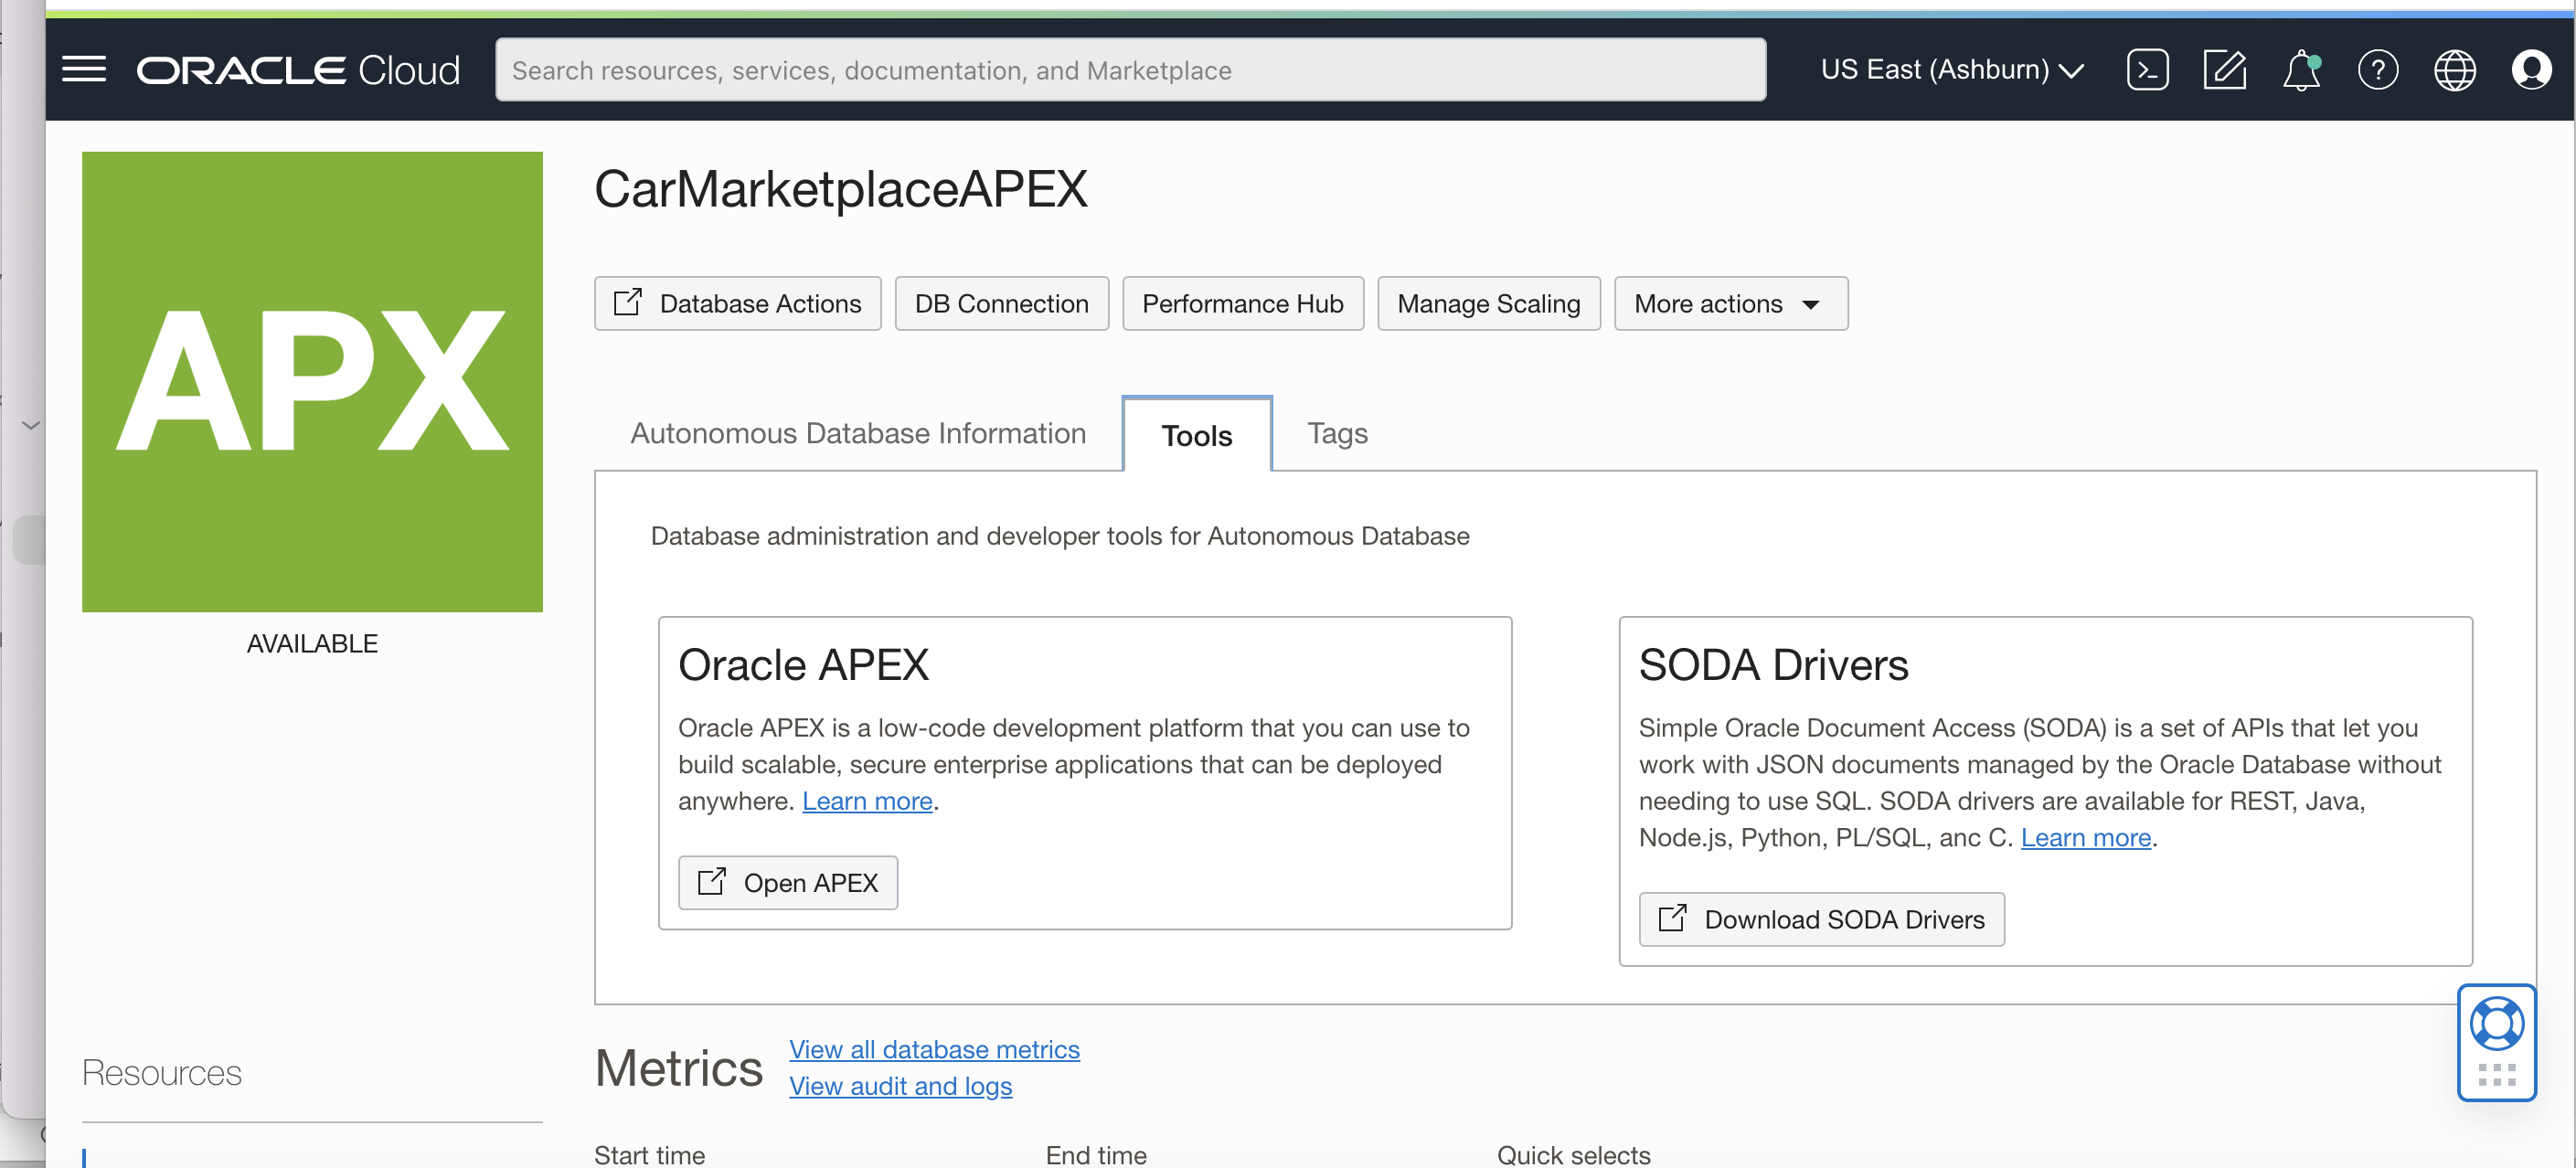 ORACLE Cloud
Search resources, services, documentation, and Marketplace
US East (Ashburn)
APX
AVAILABLE
CarMarketplaceAPEX
Database Actions
DB Connection
Performance Hub
Manage Scaling
More actions
Autonomous Database Information
Tools
Tags
Database administration and developer tools for Autonomous Database
Oracle APEX
Oracle APEX is a low-code development platform that you can use to
build scalable, secure enterprise applications that can be deployed
anywhere. Learn more.
Open APEX
SODA Drivers
Simple Oracle Document Access (SODA) is a set of APIs that let you
work with JSON documents managed by the Oracle Database without
needing to use SQL. SODA drivers are available for REST, Java,
Node.js, Python, PL/SQL, anc C. Learn more.
Download SODA Drivers
Resources
Metrics
View all database metrics
View audit and logs
Start time
End time
Quick selects